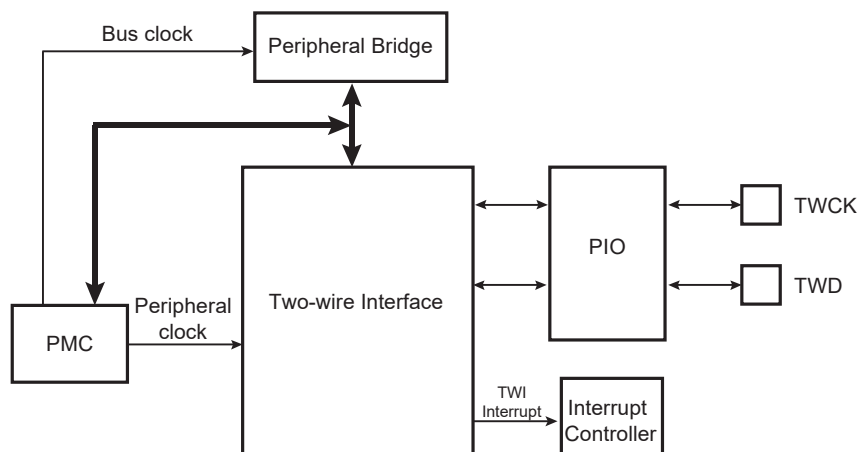 Bus clock
Peripheral Bridge
TWCK
PIO
TWD
Two-wire Interface
Peripheral
clock
PMC
TWI
Interrupt
Interrupt
Controller